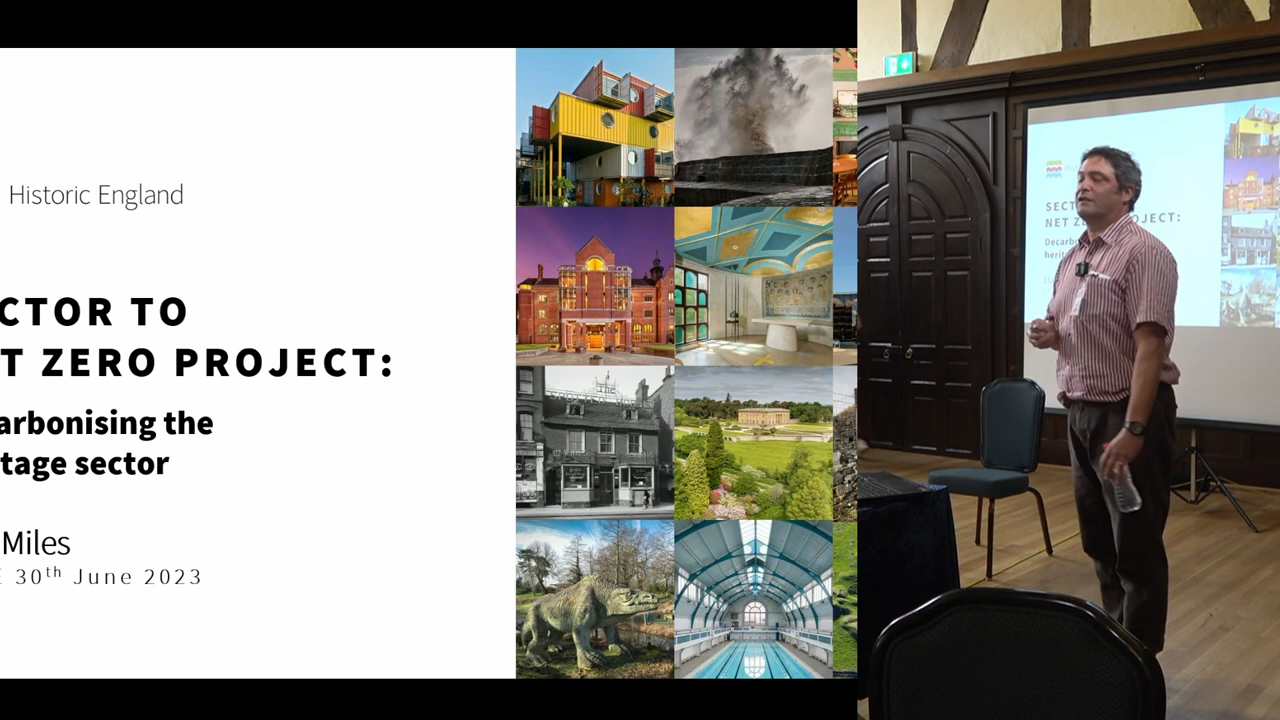 Historic England
CTOR TO
T ZERO PROJECT:
arbonising the
tage sector
Miles
30th June 2023
SECT
NET Z PROJECT:
Decarbo
herit